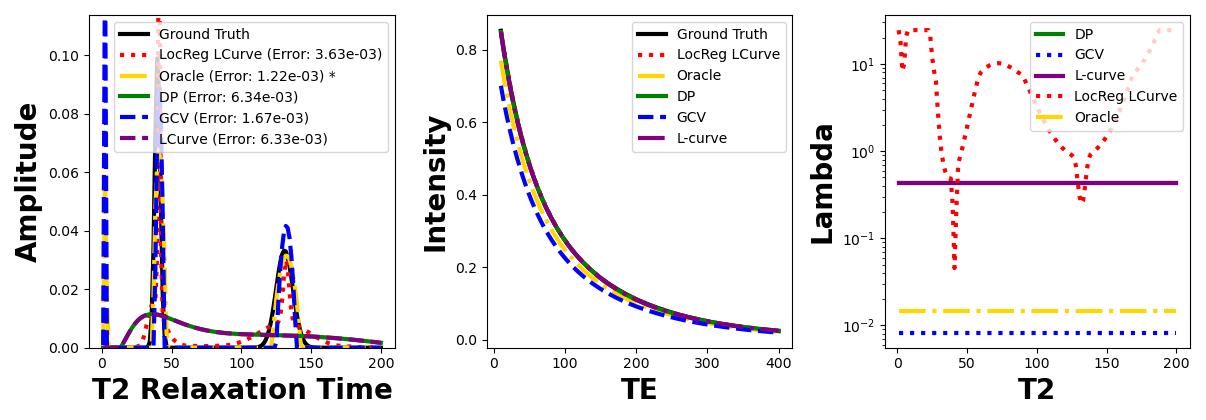 Amplitude
0.10
0.08
0.06
0.04
0.02
0.00
Ground Truth
LocReg LCurve (Error: 3.63e-03)
Oracle (Error: 1.22e-03) *
DP (Error: 6.34e-03)
GCV (Error: 1.67e-03)
LCurve (Error: 6.33e-03)
0 50 100 150 200
T2 Relaxation Time
Intensity
0.8
0.6
0.4
0.2
0.0
Ground Truth
LocReg LCurve
Oracle
DP
GCV
L-curve
0 100 200 300 400
TE
Lambda
10¹
10⁰
10⁻¹
10⁻²
DP
GCV
L-curve
LocReg LCurve
Oracle
0 50 100 150 200
T2